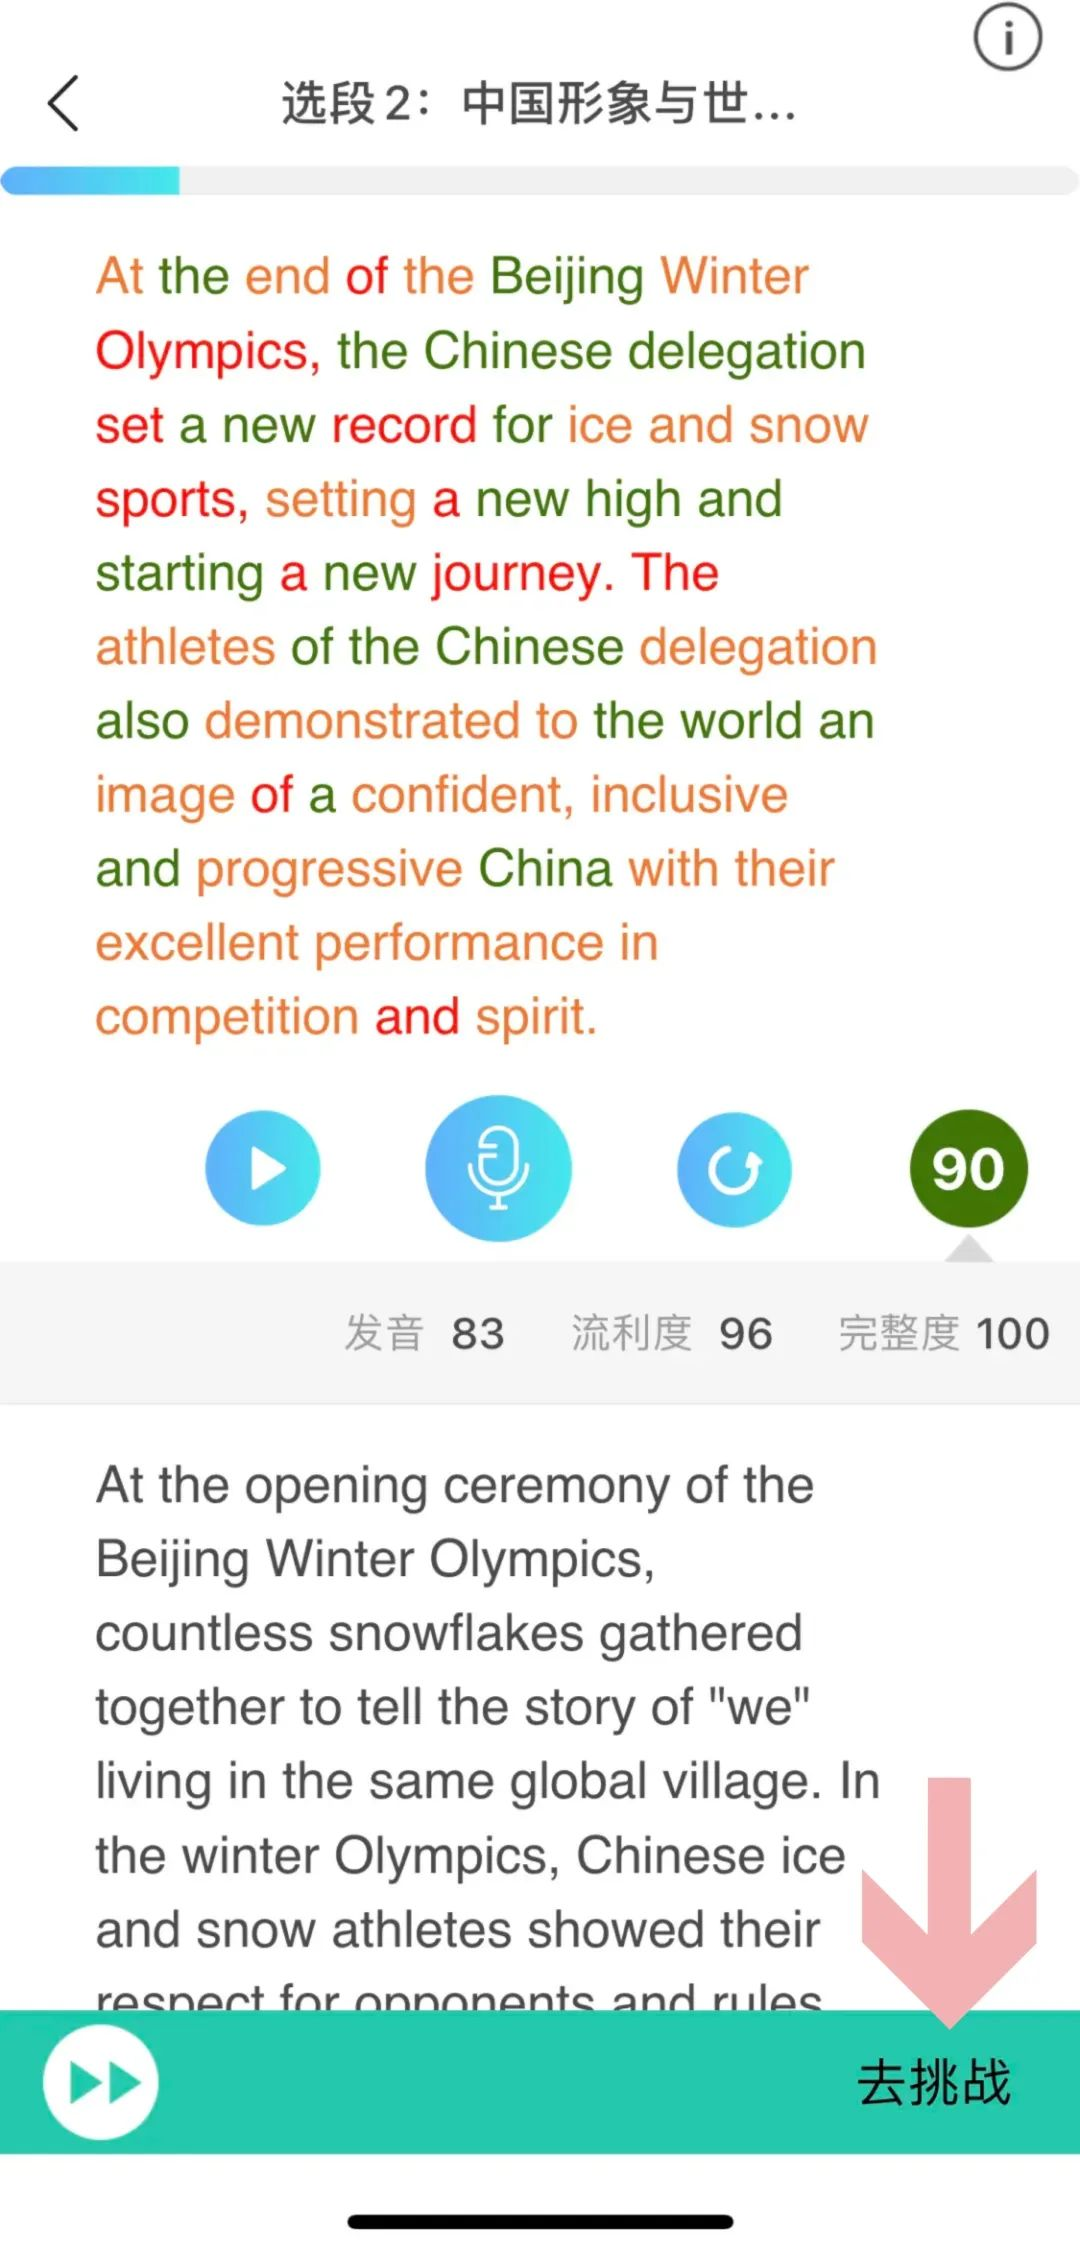 选段2：中国形象与世...
At the end of the Beijing Winter
Olympics, the Chinese delegation
set a new record for ice and snow
sports, setting a new high and
starting a new journey. The
athletes of the Chinese delegation
also demonstrated to the world an
image of a confident, inclusive
and progressive China with their
excellent performance in
competition and spirit.
90
发音 83 流利度 96 完整度 100
At the opening ceremony of the
Beijing Winter Olympics,
countless snowflakes gathered
together to tell the story of "we"
living in the same global village. In
the winter Olympics, Chinese ice
and snow athletes showed their
respect for opponents and rules
去挑战